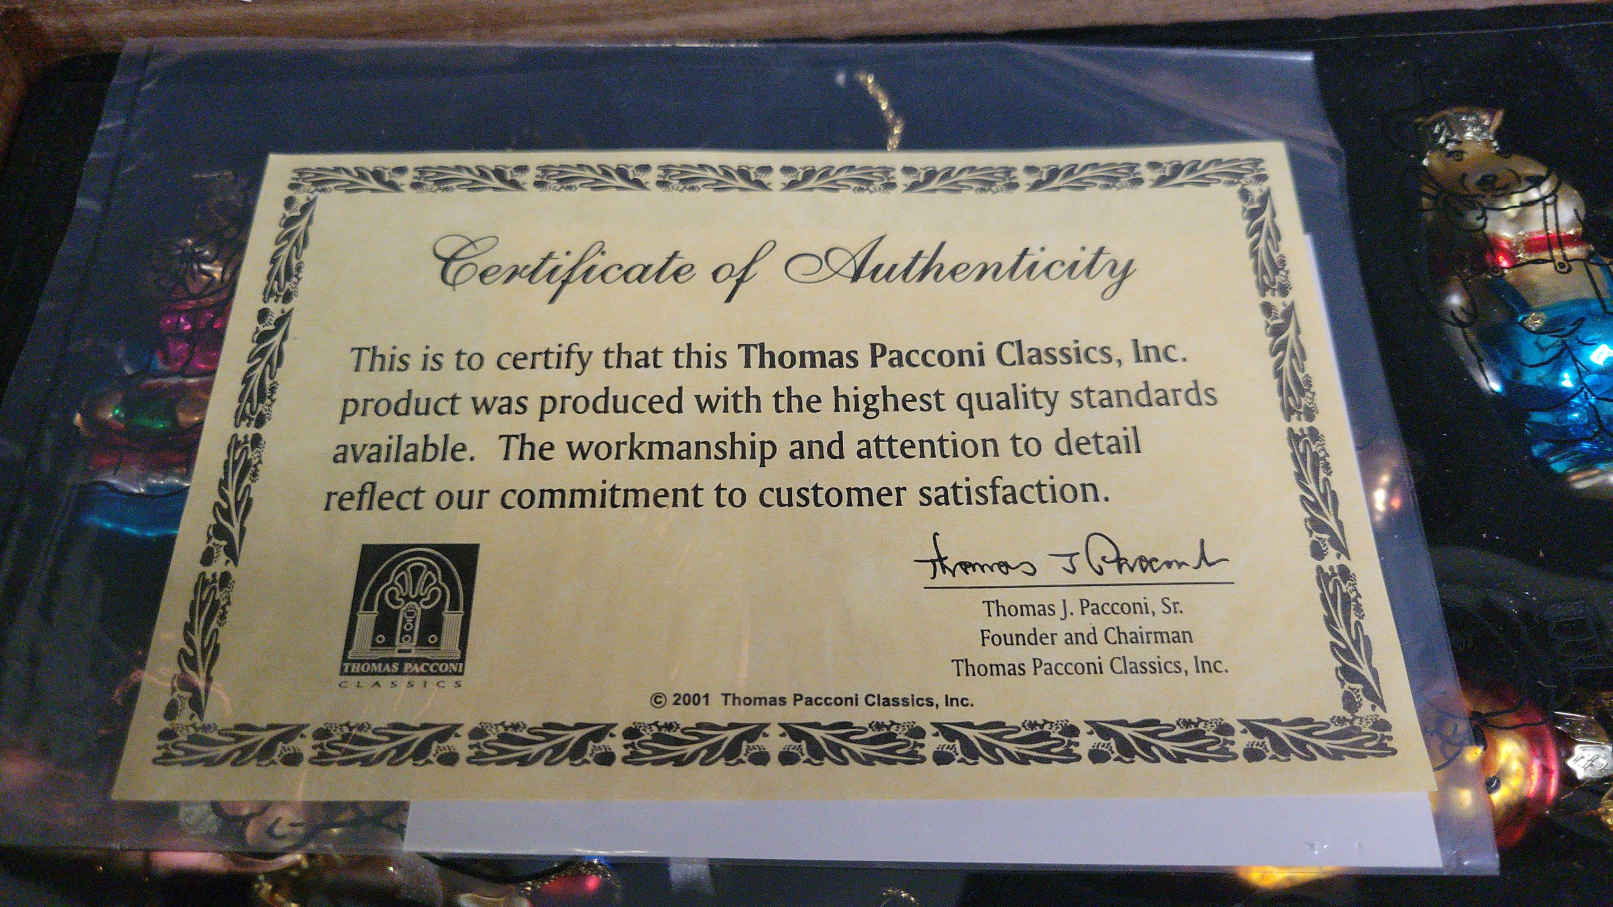 Certificate of Authenticity
This is to certify that this Thomas Pacconi Classics, Inc.
product was produced with the highest quality standards
available. The workmanship and attention to detail
reflect our commitment to customer satisfaction.
Thomas J Pacconi
Thomas J. Pacconi, Sr.
Founder and Chairman
Thomas Pacconi Classics, Inc.
THOMAS PACCONI
CLASSICS
© 2001 Thomas Pacconi Classics, Inc.